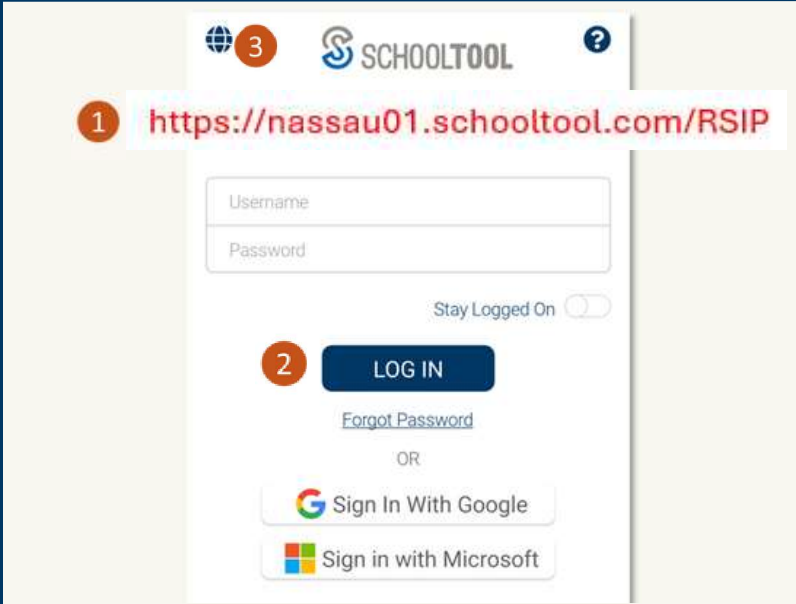 3 SCHOOLTOOL ?
1 https://nassau01.schooltool.com/RSIP
Username
Password
Stay Logged On
2 LOG IN
Forgot Password
OR
G Sign In With Google
Sign in with Microsoft